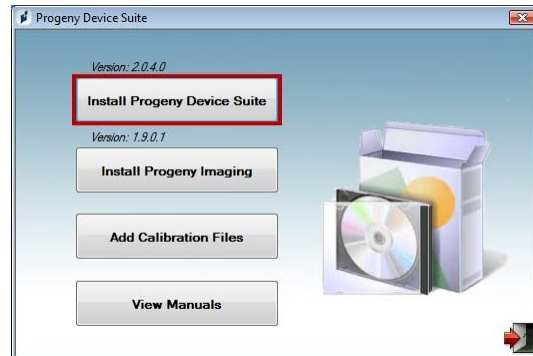 Progeny Device Suite
Version: 2.0.4.0
Install Progeny Device Suite
Version: 1.9.0.1
Install Progeny Imaging
Add Calibration Files
View Manuals